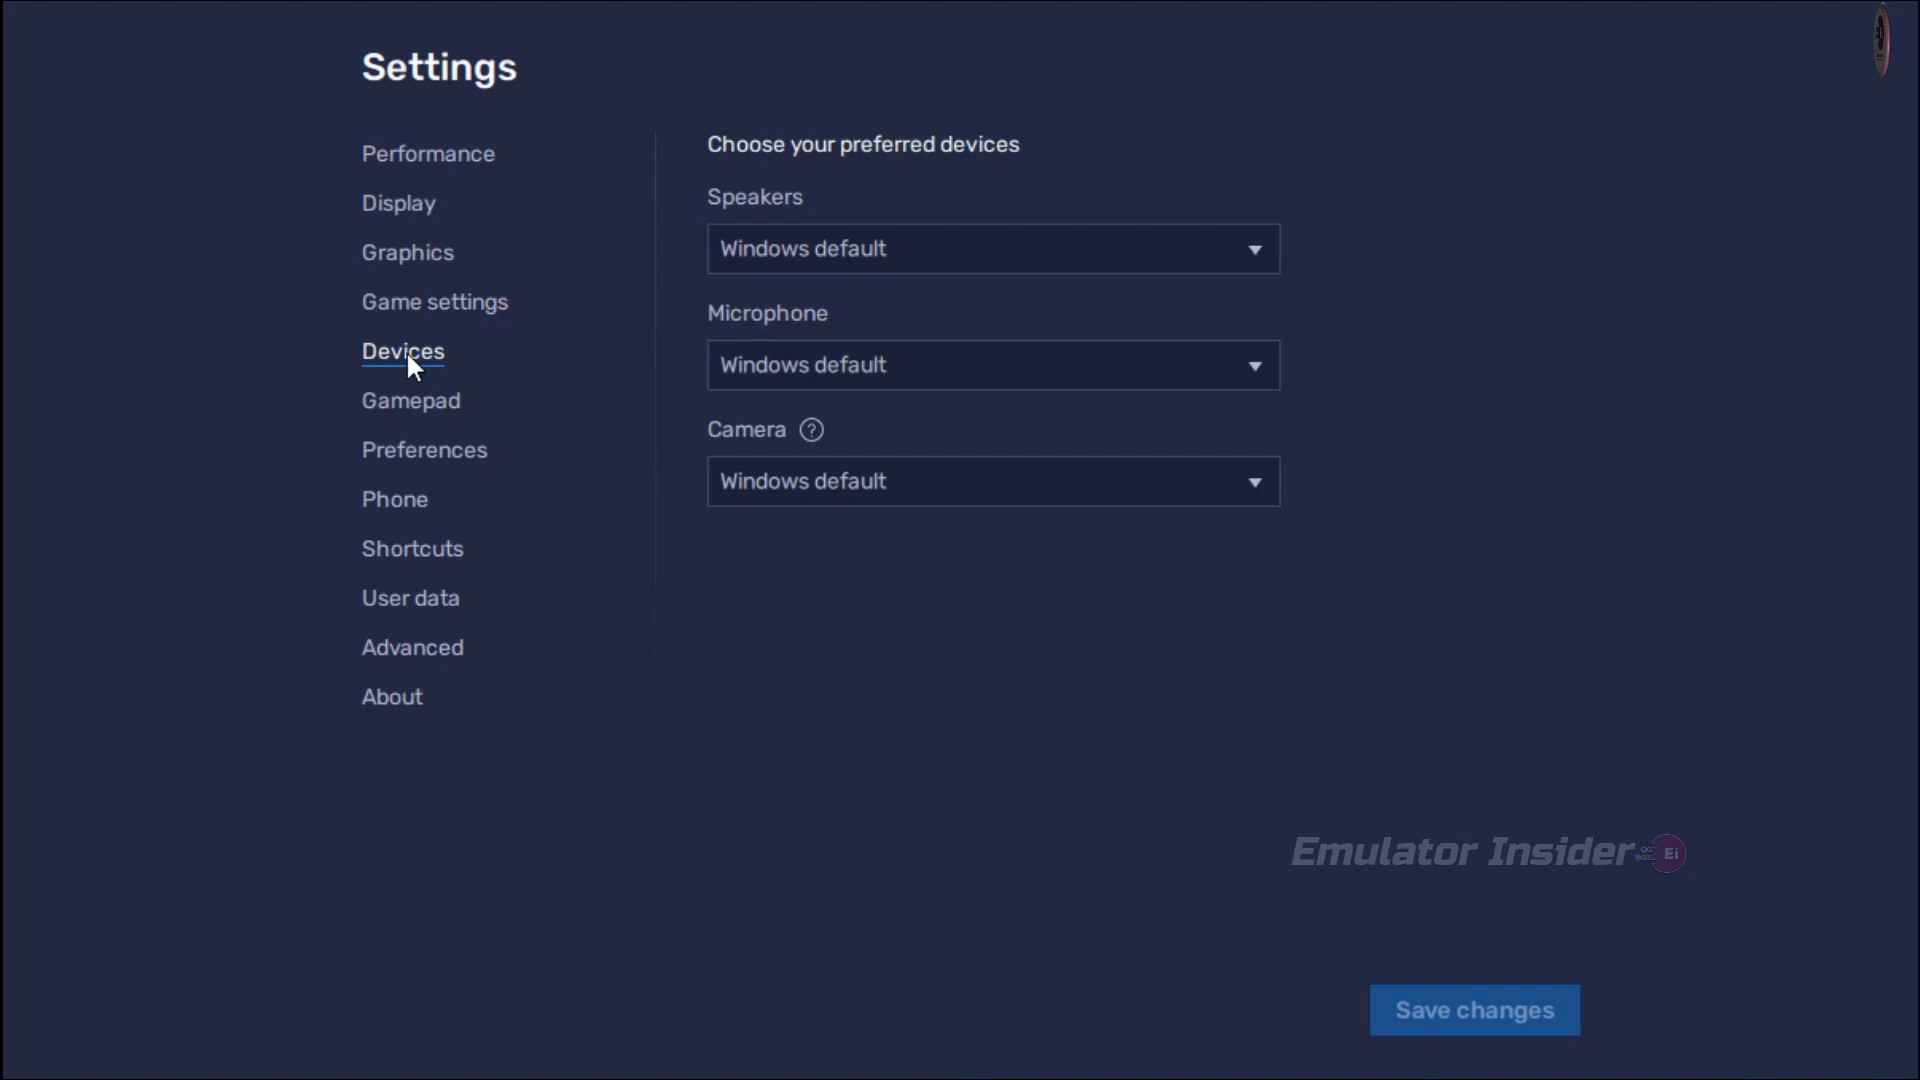 Settings
Performance
Display
Graphics
Game settings
Devices
Gamepad
Preferences
Phone
Shortcuts
User data
Advanced
About
Choose your preferred devices
Speakers
Windows default
Microphone
Windows default
Camera ?
Windows default
Emulator Insider Ei
Save changes